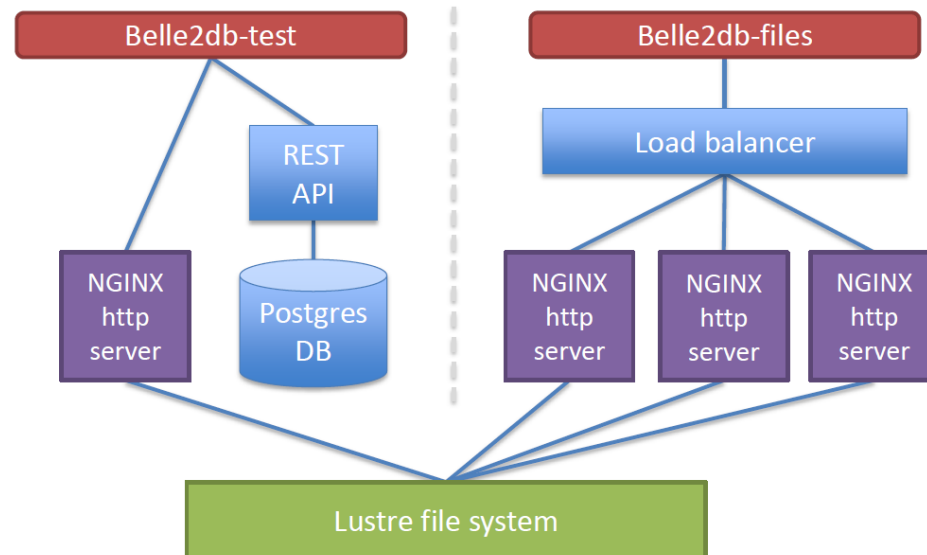 Belle2db-test
REST
API
NGINX
http
server
Postgres
DB
Belle2db-files
Load balancer
NGINX
http
server
NGINX
http
server
NGINX
http
server
Lustre file system